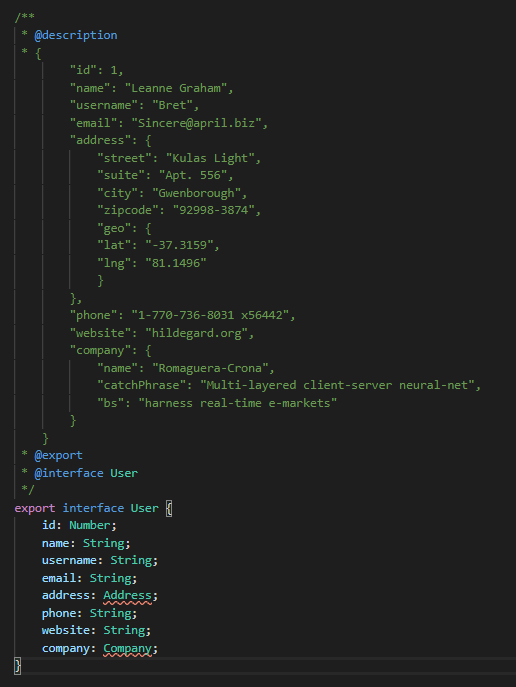 /**
 * @description
 * {
        "id": 1,
        "name": "Leanne Graham",
        "username": "Bret",
        "email": "Sincere@april.biz",
        "address": {
            "street": "Kulas Light",
            "suite": "Apt. 556",
            "city": "Gwenborough",
            "zipcode": "92998-3874",
            "geo": {
            "lat": "-37.3159",
            "lng": "81.1496"
            }
        },
        "phone": "1-770-736-8031 x56442",
        "website": "hildegard.org",
        "company": {
            "name": "Romaguera-Crona",
            "catchPhrase": "Multi-layered client-server neural-net",
            "bs": "harness real-time e-markets"
        }
    }
 * @export
 * @interface User
 */
export interface User {
    id: Number;
    name: String;
    username: String;
    email: String;
    address: Address;
    phone: String;
    website: String;
    company: Company;
}